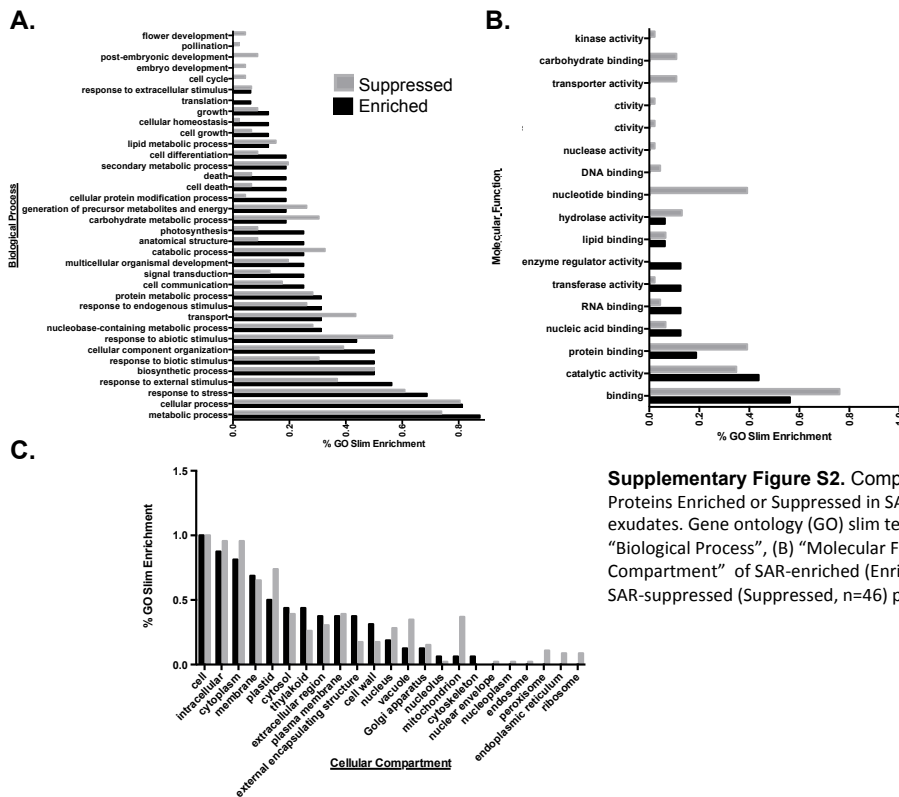 A.
flower development
pollination
post-embryonic development
embryo development
cell cycle
response to extracellular stimulus
translation
growth
cellular homeostasis
cell growth
lipid metabolic process
cell differentiation
secondary metabolic process
death
cell death
cellular protein modification process
generation of precursor metabolites and energy
carbohydrate metabolic process
photosynthesis
anatomical structure
catabolic process
multicellular organismal development
signal transduction
cell communication
protein metabolic process
response to endogenous stimulus
transport
nucleobase-containing metabolic process
response to abiotic stimulus
cellular component organization
response to biotic stimulus
biosynthetic process
response to external stimulus
response to stress
cellular process
metabolic process
Biological Process
0.0 0.2 0.4 0.6 0.8
% GO Slim Enrichment
Suppressed
Enriched
B.
kinase activity
carbohydrate binding
transporter activity
ctivity
ctivity
nuclease activity
DNA binding
nucleotide binding
hydrolase activity
lipid binding
enzyme regulator activity
transferase activity
RNA binding
nucleic acid binding
protein binding
catalytic activity
binding
Molecular Function
0.0 0.2 0.4 0.6 0.8
% GO Slim Enrichment
C.
1.5
1.0
0.5
0.0
% GO Slim Enrichment
cell
intracellular
cytoplasm
membrane
plastid
cytosol
thylakoid
extracellular region
plasma membrane
external encapsulating structure
cell wall
nucleus
vacuole
Golgi apparatus
nucleolus
mitochondrion
cytoskeleton
nuclear envelope
nucleoplasm
endosome
peroxisome
endoplasmic reticulum
ribosome
Cellular Compartment
Supplementary Figure S2. Comp
Proteins Enriched or Suppressed in SA
exudates. Gene ontology (GO) slim te
“Biological Process”, (B) “Molecular F
Compartment” of SAR-enriched (Enri
SAR-suppressed (Suppressed, n=46) p